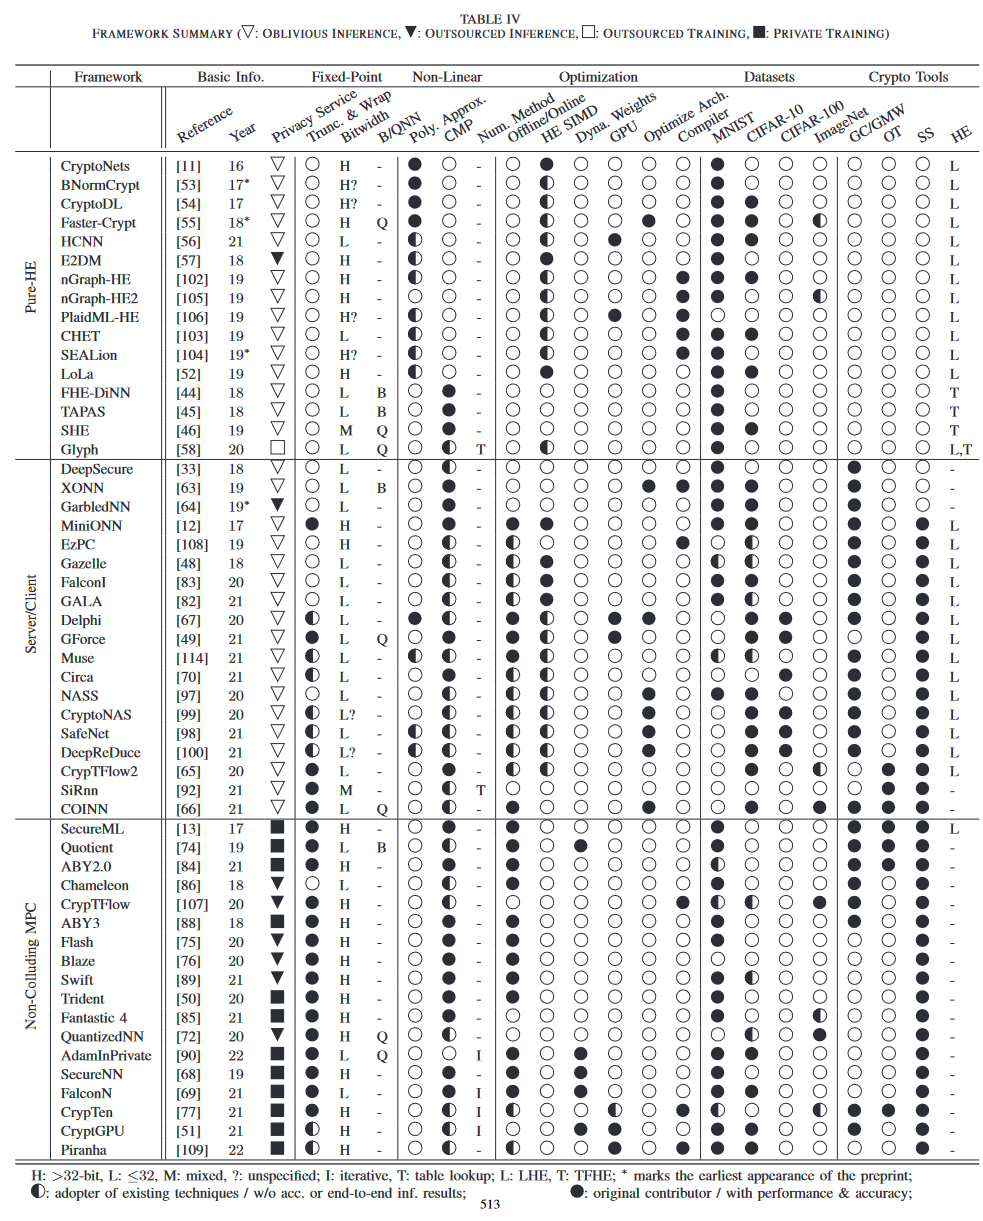 TABLE IV
FRAMEWORK SUMMARY (▽: OBLIVIOUS INFERENCE, ▼: OUTSOURCED INFERENCE, □: OUTSOURCED TRAINING, ■: PRIVATE TRAINING)
Framework Basic Info. Fixed-Point Non-Linear Optimization Datasets Crypto Tools
Reference Year Privacy Service Trunc. & Wrap Bitwidth B/QNN Poly. Approx. CMP Num. Method Offline/Online HE SIMD Dyna. Weights GPU Optimize Arch. Compiler MNIST CIFAR-10 CIFAR-100 ImageNet GC/GMW OT SS HE
Pure-HE
CryptoNets [11] 16 H - - L
BNormCrypt [53] 17* H? - - L
CryptoDL [54] 17 H? - - L
Faster-Crypt [55] 18* H Q - L
HCNN [56] 21 L - - L
E2DM [57] 18 H - - L
nGraph-HE [102] 19 H - - L
nGraph-HE2 [105] 19 H - - L
PlaidML-HE [106] 19 H? - - L
CHET [103] 19 L - - L
SEALion [104] 19* H? - - L
LoLa [52] 19 H - - L
FHE-DiNN [44] 18 L B - T
TAPAS [45] 18 L B - T
SHE [46] 19 M Q - T
Glyph [58] 20 L Q T L,T
Server/Client
DeepSecure [33] 18 L - - -
XONN [63] 19 L B - -
GarbledNN [64] 19* L - - -
MiniONN [12] 17 H - - L
EzPC [108] 19 H - - L
Gazelle [48] 18 L - - L
FalconI [83] 20 L - - L
GALA [82] 21 L - - L
Delphi [67] 20 L - - L
GForce [49] 21 L Q - L
Muse [114] 21 L - - L
Circa [70] 21 L - - L
NASS [97] 20 L - - L
CryptoNAS [99] 20 L? - - L
SafeNet [98] 21 L - - L
DeepReDuce [100] 21 L? - - L
CrypTFlow2 [65] 20 L - - L
SiRnn [92] 21 M - T -
COINN [66] 21 L Q - -
Non-Colluding MPC
SecureML [13] 17 H - - L
Quotient [74] 19 L B - -
ABY2.0 [84] 21 H - - -
Chameleon [86] 18 L - - -
CrypTFlow [107] 20 H - - -
ABY3 [88] 18 H - - -
Flash [75] 20 H - - -
Blaze [76] 20 H - - -
Swift [89] 21 H - - -
Trident [50] 20 H - - -
Fantastic 4 [85] 21 H - - -
QuantizedNN [72] 20 H Q - -
AdamInPrivate [90] 22 L Q I -
SecureNN [68] 19 H - - -
FalconN [69] 21 L - I -
CrypTen [77] 21 H - I -
CryptGPU [51] 21 H - I -
Piranha [109] 22 H - - -
H: >32-bit, L: ≤32, M: mixed, ?: unspecified; I: iterative, T: table lookup; L: LHE, T: TFHE; * marks the earliest appearance of the preprint;
◐: adopter of existing techniques / w/o acc. or end-to-end inf. results; ●: original contributor / with performance & accuracy;
513